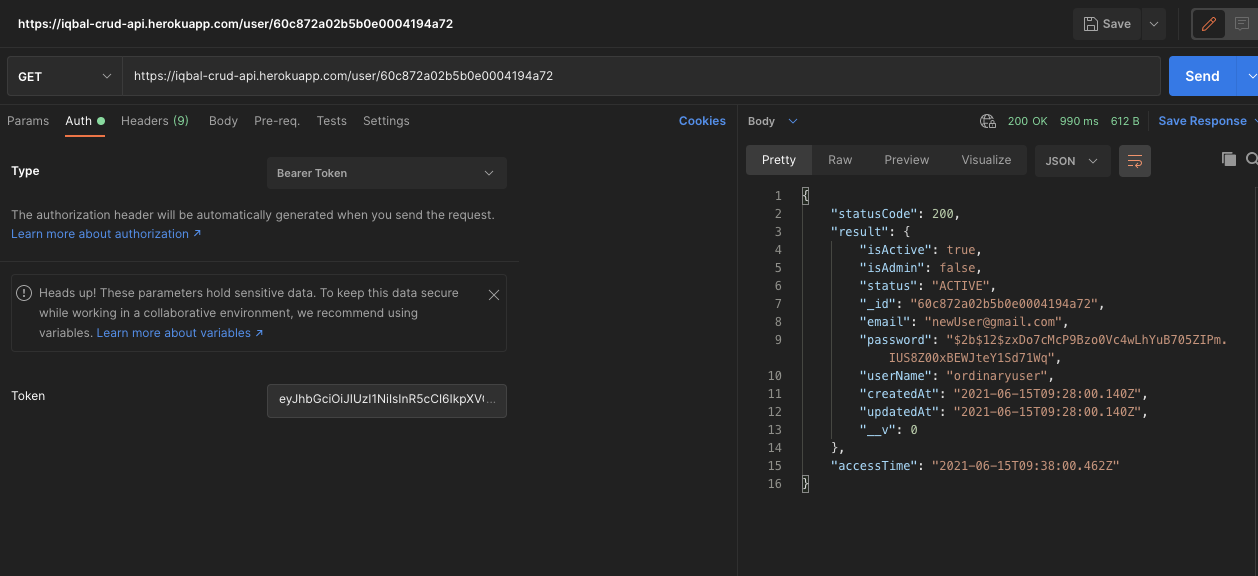 https://iqbal-crud-api.herokuapp.com/user/60c872a02b5b0e0004194a72
Save
GET
https://iqbal-crud-api.herokuapp.com/user/60c872a02b5b0e0004194a72
Send
Params Auth Headers (9) Body Pre-req. Tests Settings
Cookies
Type
Bearer Token
The authorization header will be automatically generated when you send the request.
Learn more about authorization ↗
Heads up! These parameters hold sensitive data. To keep this data secure
while working in a collaborative environment, we recommend using
variables. Learn more about variables ↗
Token
eyJhbGciOiJIUzI1NiIsInR5cCI6IkpXV(...
Body
200 OK 990 ms 612 B Save Response
Pretty Raw Preview Visualize JSON
1 {
2 "statusCode": 200,
3 "result": {
4 "isActive": true,
5 "isAdmin": false,
6 "status": "ACTIVE",
7 "_id": "60c872a02b5b0e0004194a72",
8 "email": "newUser@gmail.com",
9 "password": "$2b$12$zxDo7cMcP9Bzo0Vc4wLhYuB705ZIPm.
IUS8Z00xBEWJteY1Sd71Wq",
10 "userName": "ordinaryuser",
11 "createdAt": "2021-06-15T09:28:00.140Z",
12 "updatedAt": "2021-06-15T09:28:00.140Z",
13 "__v": 0
14 },
15 "accessTime": "2021-06-15T09:38:00.462Z"
16 }